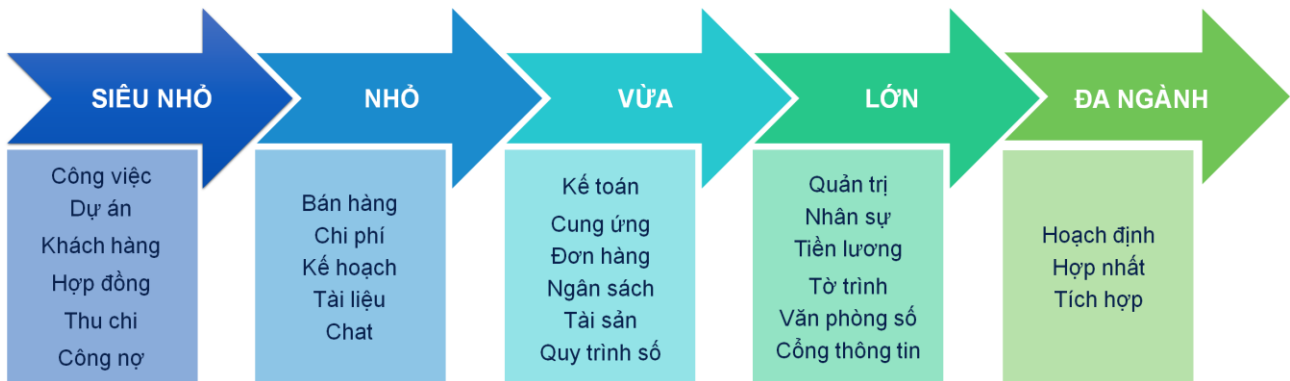 SIÊU NHỎ
NHỎ
VỪA
LỚN
ĐA NGÀNH
Công việc
Dự án
Khách hàng
Hợp đồng
Thu chi
Công nợ
Bán hàng
Chi phí
Kế hoạch
Tài liệu
Chat
Kế toán
Cung ứng
Đơn hàng
Ngân sách
Tài sản
Quy trình số
Quản trị
Nhân sự
Tiền lương
Tờ trình
Văn phòng số
Cổng thông tin
Hoạch định
Hợp nhất
Tích hợp